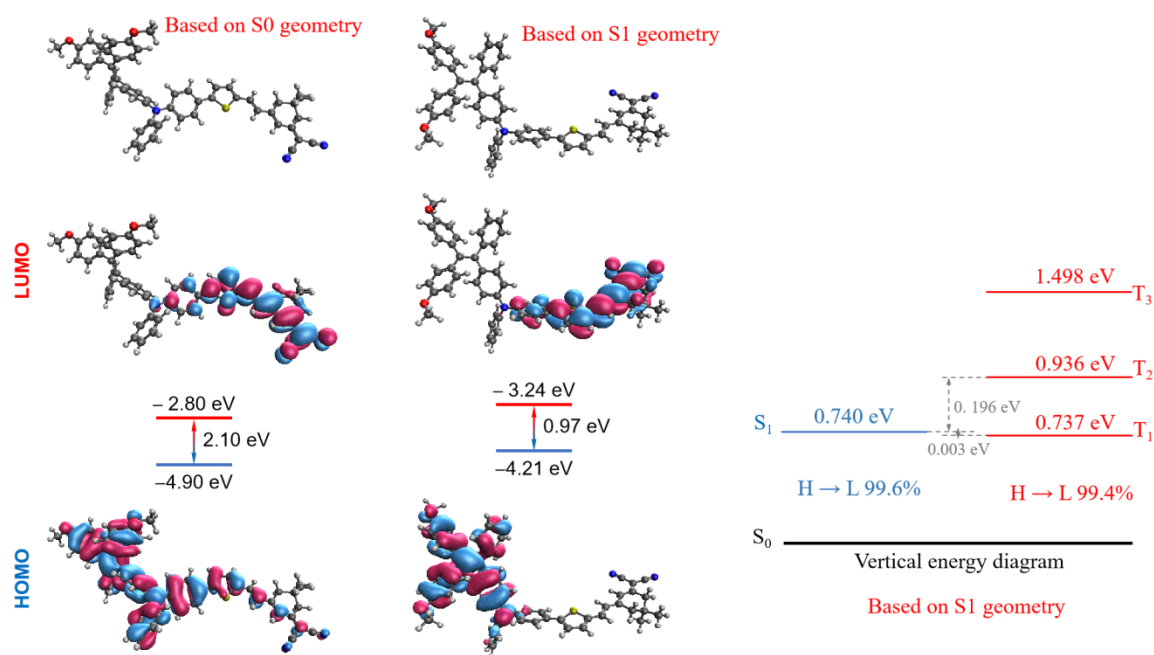 Based on S0 geometry
Based on S1 geometry
LUMO
– 2.80 eV
2.10 eV
–4.90 eV
– 3.24 eV
0.97 eV
–4.21 eV
HOMO
1.498 eV
T3
0.936 eV
T2
0. 196 eV
S1
0.740 eV
0.737 eV
T1
0.003 eV
H → L 99.6%
H → L 99.4%
S0
Vertical energy diagram
Based on S1 geometry